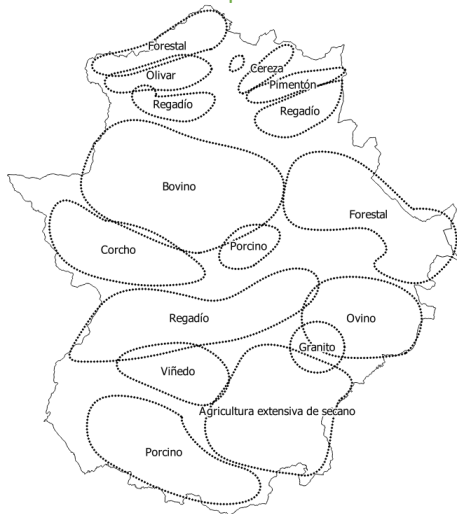 Forestal
Cereza
Olivar
Pimentón
Regadío
Regadío
Bovino
Forestal
Corcho
Porcino
Regadío
Ovino
Granito
Viñedo
Agricultura extensiva de secano
Porcino